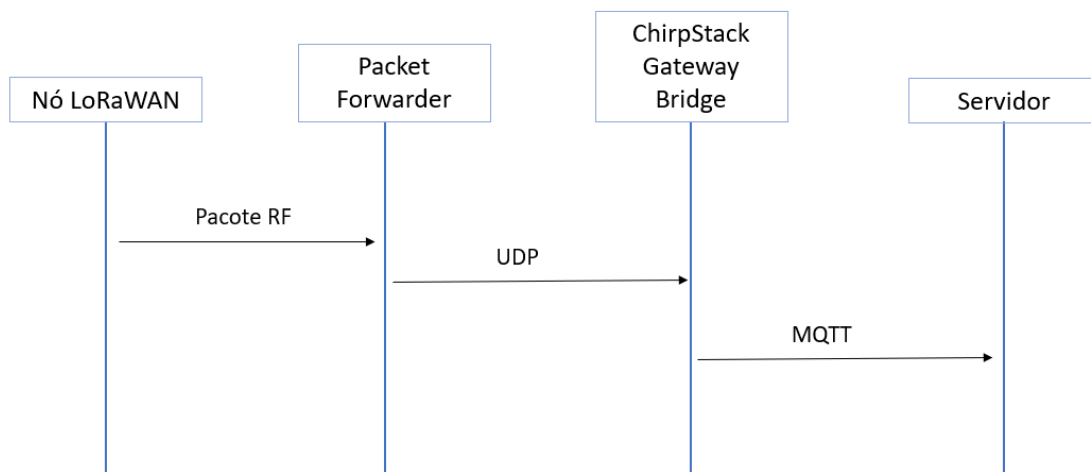 Nó LoRaWAN
Packet
Forwarder
ChirpStack
Gateway
Bridge
Servidor
Pacote RF
UDP
MQTT